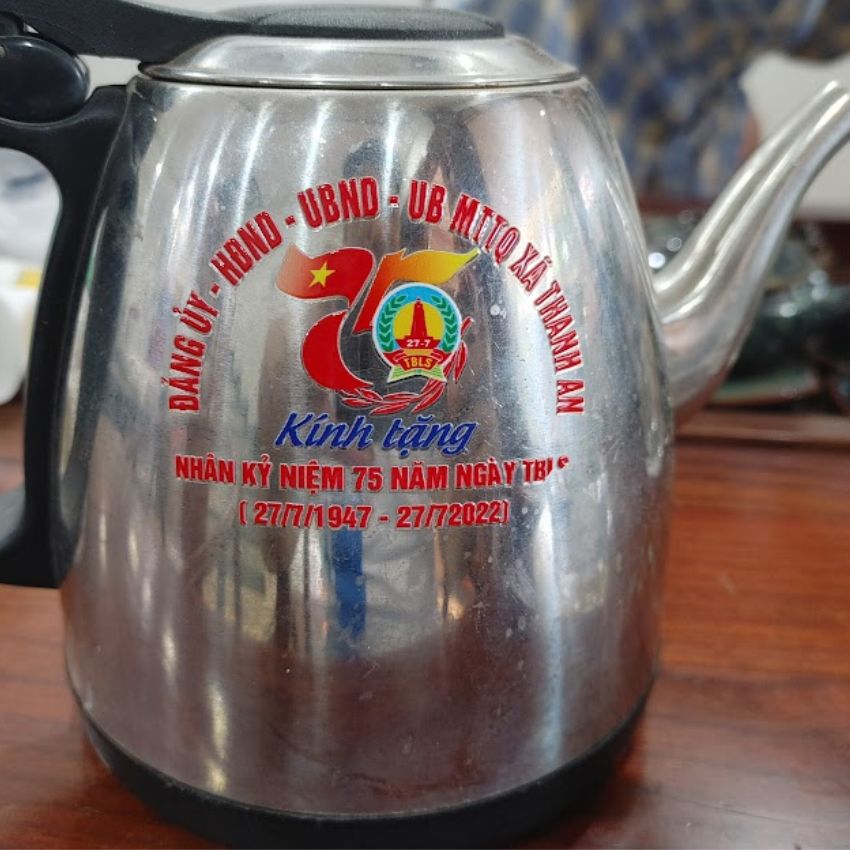 ĐẢNG ỦY - HĐND - UBND - UB MTTQ XÃ THANH AN
75
27-7
TBLS
Kính tặng
NHÂN KỶ NIỆM 75 NĂM NGÀY TBLS
( 27/7/1947 - 27/72022)